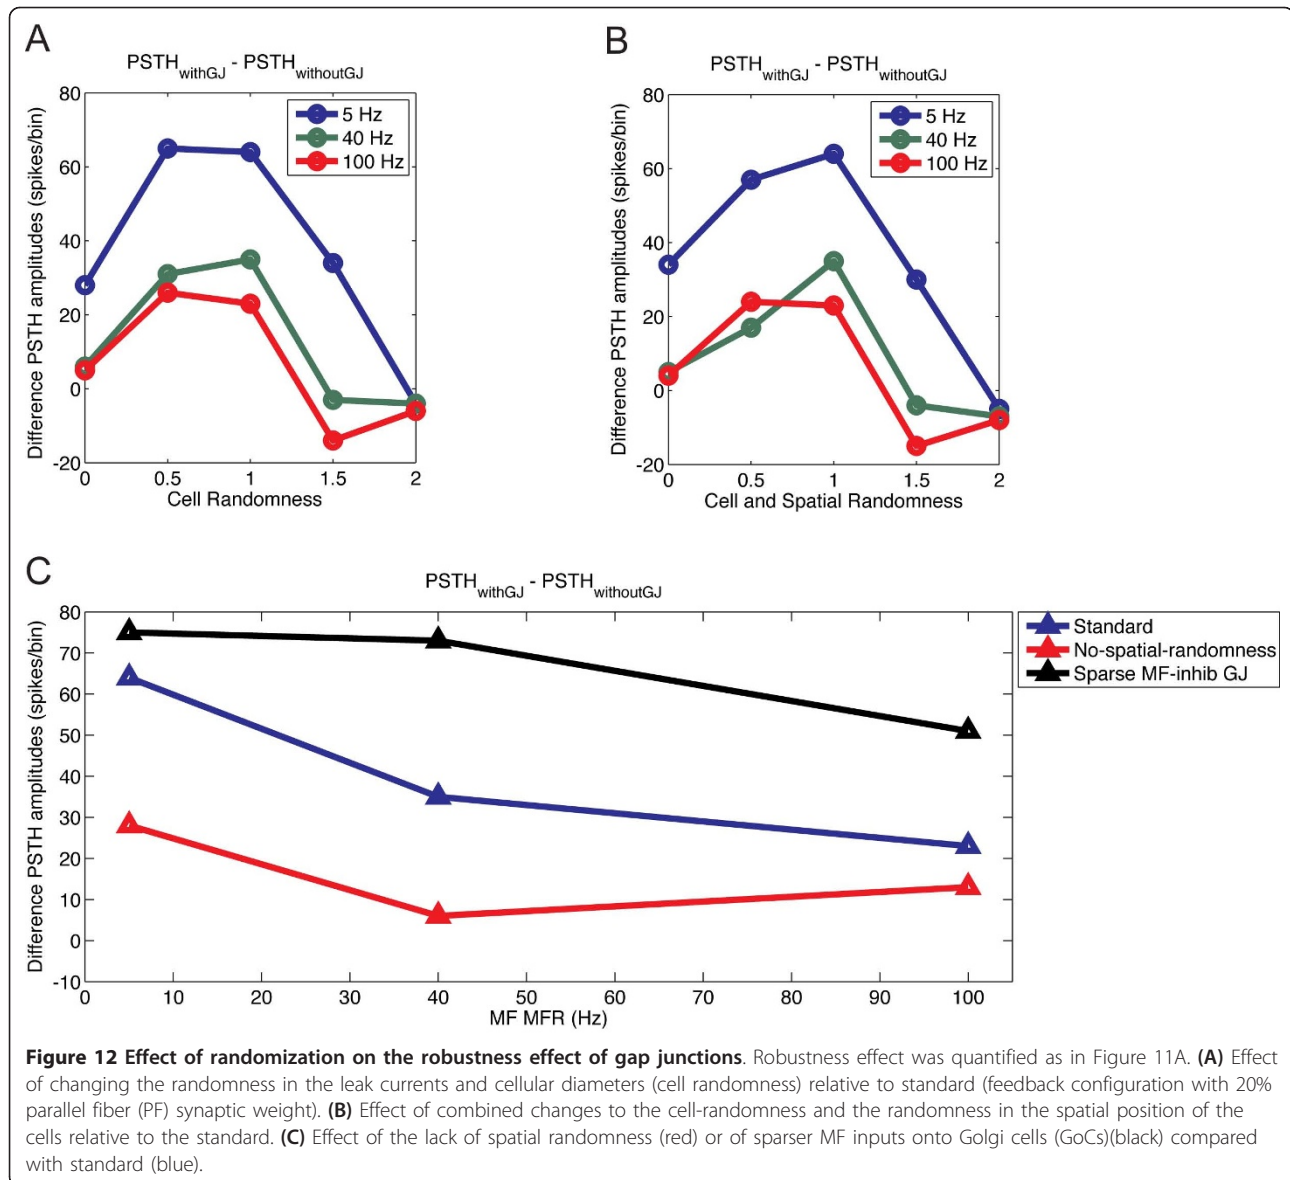 A
PSTHwithGJ - PSTHwithoutGJ
Difference PSTH amplitudes (spikes/bin)
80
60
40
20
0
-20
5 Hz
40 Hz
100 Hz
0 0.5 1 1.5 2
Cell Randomness
B
PSTHwithGJ - PSTHwithoutGJ
Difference PSTH amplitudes (spikes/bin)
80
60
40
20
0
-20
5 Hz
40 Hz
100 Hz
0 0.5 1 1.5 2
Cell and Spatial Randomness
C
PSTHwithGJ - PSTHwithoutGJ
Difference PSTH amplitudes (spikes/bin)
80
70
60
50
40
30
20
10
0
-10
Standard
No-spatial-randomness
Sparse MF-inhib GJ
0 10 20 30 40 50 60 70 80 90 100
MF MFR (Hz)
Figure 12 Effect of randomization on the robustness effect of gap junctions. Robustness effect was quantified as in Figure 11A. (A) Effect
of changing the randomness in the leak currents and cellular diameters (cell randomness) relative to standard (feedback configuration with 20%
parallel fiber (PF) synaptic weight). (B) Effect of combined changes to the cell-randomness and the randomness in the spatial position of the
cells relative to the standard. (C) Effect of the lack of spatial randomness (red) or of sparser MF inputs onto Golgi cells (GoCs)(black) compared
with standard (blue).